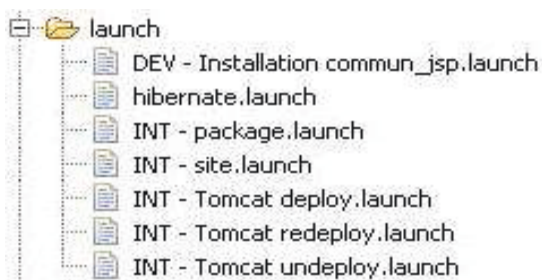 launch
DEV - Installation commun_jsp.launch
hibernate.launch
INT - package.launch
INT - site.launch
INT - Tomcat deploy.launch
INT - Tomcat redeploy.launch
INT - Tomcat undeploy.launch